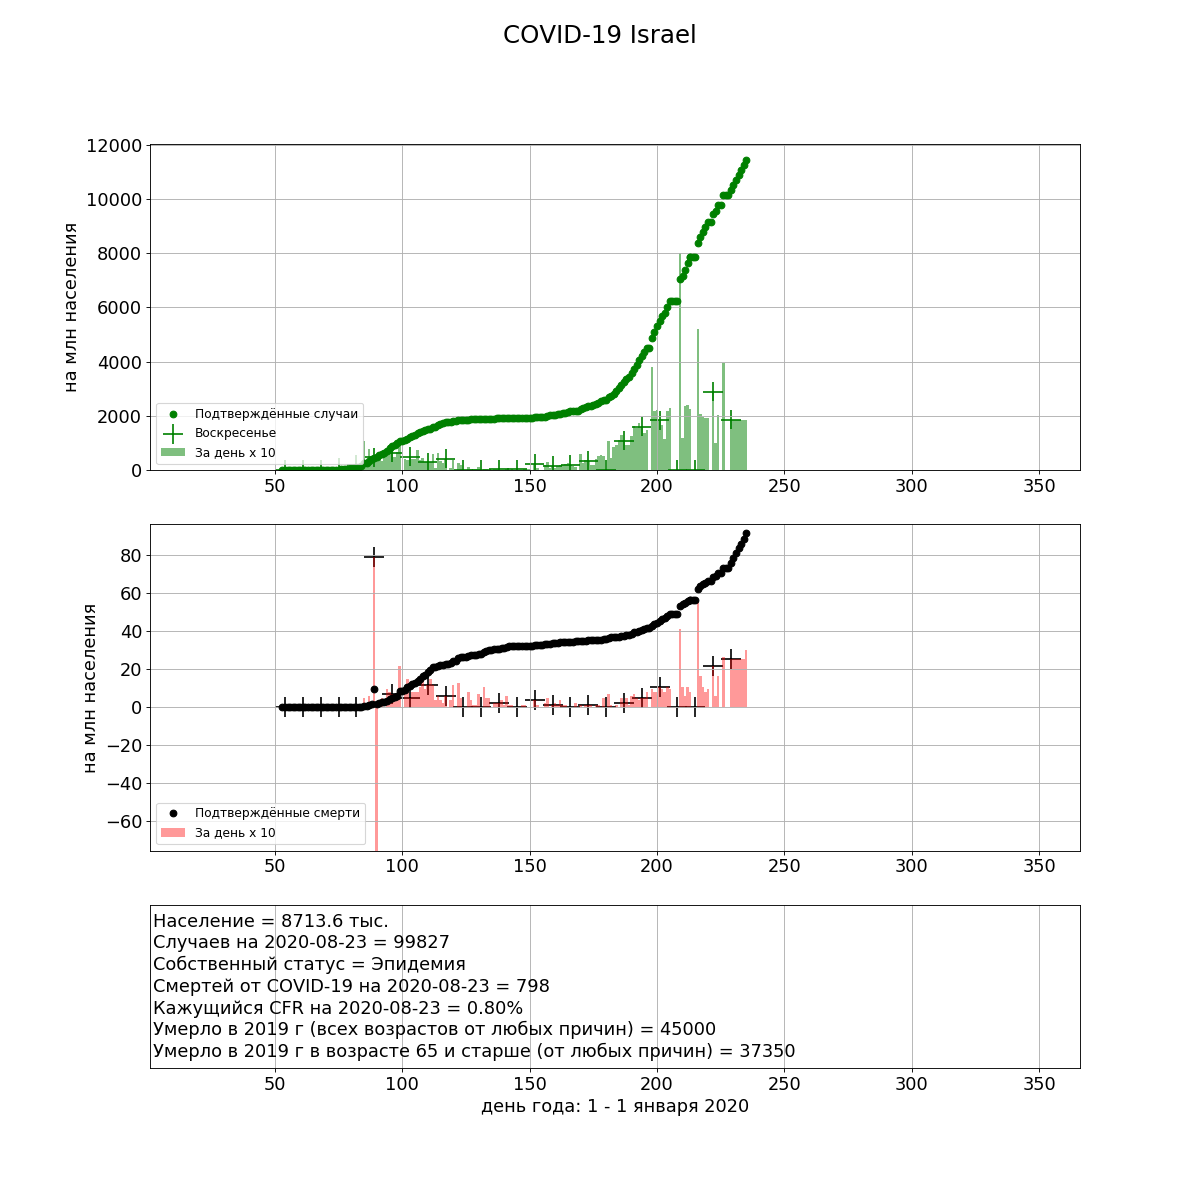 COVID-19 Israel
12000
10000
8000
6000
4000
2000
0
на млн населения
Подтверждённые случаи
Воскресенье
За день x 10
50 100 150 200 250 300 350
80
60
40
20
0
−20
−40
−60
на млн населения
Подтверждённые смерти
За день x 10
50 100 150 200 250 300 350
Население = 8713.6 тыс.
Случаев на 2020-08-23 = 99827
Собственный статус = Эпидемия
Смертей от COVID-19 на 2020-08-23 = 798
Кажущийся CFR на 2020-08-23 = 0.80%
Умерло в 2019 г (всех возрастов от любых причин) = 45000
Умерло в 2019 г в возрасте 65 и старше (от любых причин) = 37350
50 100 150 200 250 300 350
день года: 1 - 1 января 2020